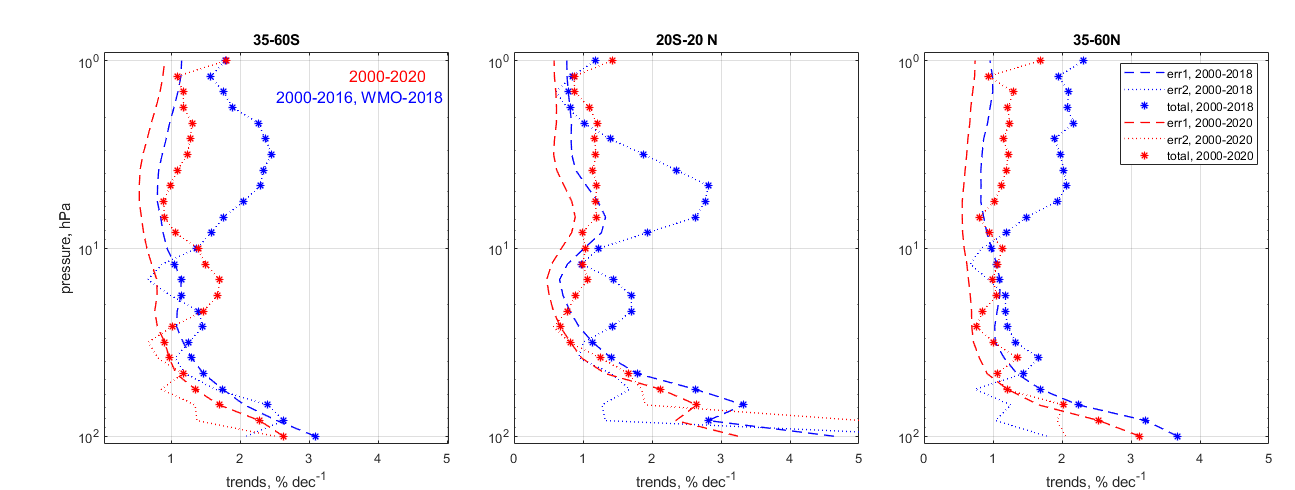 35-60S
20S-20 N
35-60N
10^0
10^1
10^2
pressure, hPa
2000-2020
2000-2016, WMO-2018
1
2
3
4
5
trends, % dec^-1
10^0
10^1
10^2
0
1
2
3
4
5
trends, % dec^-1
10^0
10^1
10^2
err1, 2000-2018
err2, 2000-2018
total, 2000-2018
err1, 2000-2020
err2, 2000-2020
total, 2000-2020
0
1
2
3
4
5
trends, % dec^-1